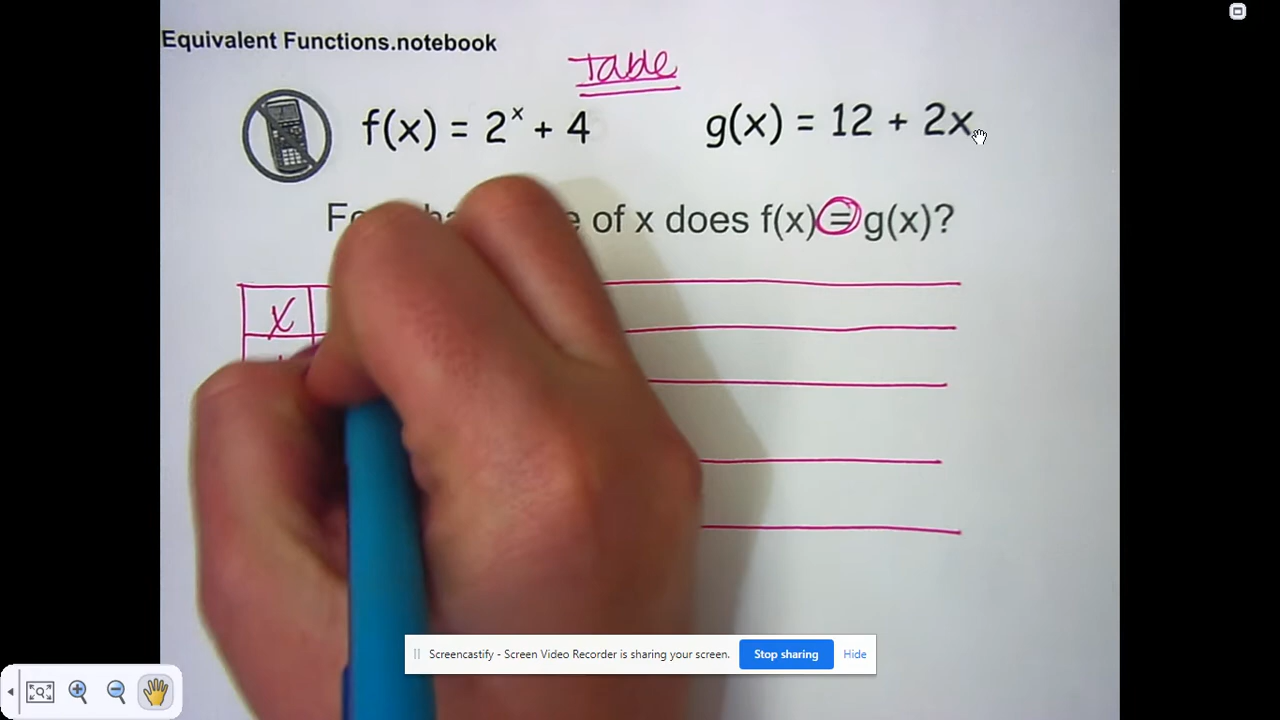 Equivalent Functions.notebook
Table
f(x) = 2ˣ + 4
g(x) = 12 + 2x
of x does f(x) = g(x)?
x
Screencastify - Screen Video Recorder is sharing your screen.
Stop sharing
Hide